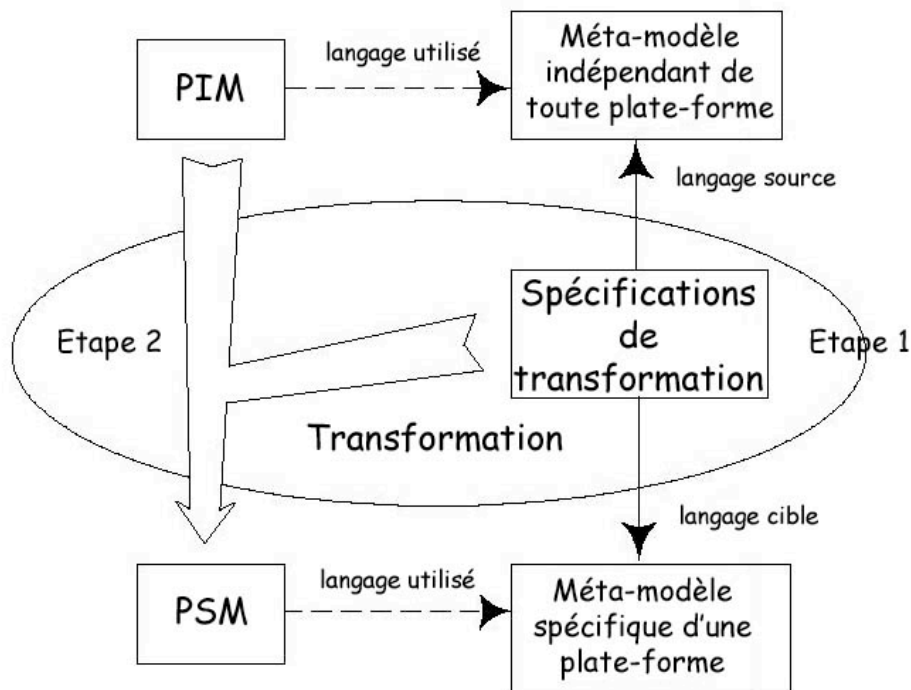 PIM
langage utilisé
Méta-modèle
indépendant de
toute plate-forme
langage source
Spécifications
de
transformation
Etape 2
Etape 1
Transformation
langage cible
PSM
langage utilisé
Méta-modèle
spécifique d'une
plate-forme